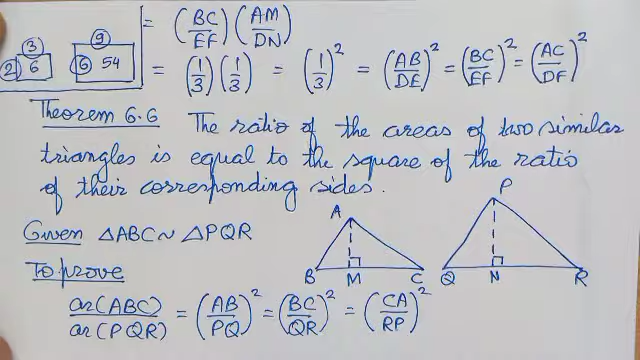 = (BC/EF) (AM/DN)
3 9
2 6 6 54
= (1/3) (1/3) = (1/3)² = (AB/DE)² = (BC/EF)² = (AC/DF)²
Theorem 6.6 The ratio of the areas of two similar
triangles is equal to the square of the ratio
of their corresponding sides.
Given △ABC ~ △PQR
To prove
A P
B M C Q N R
ar(ABC)/ar(PQR) = (AB/PQ)² = (BC/QR)² = (CA/RP)²